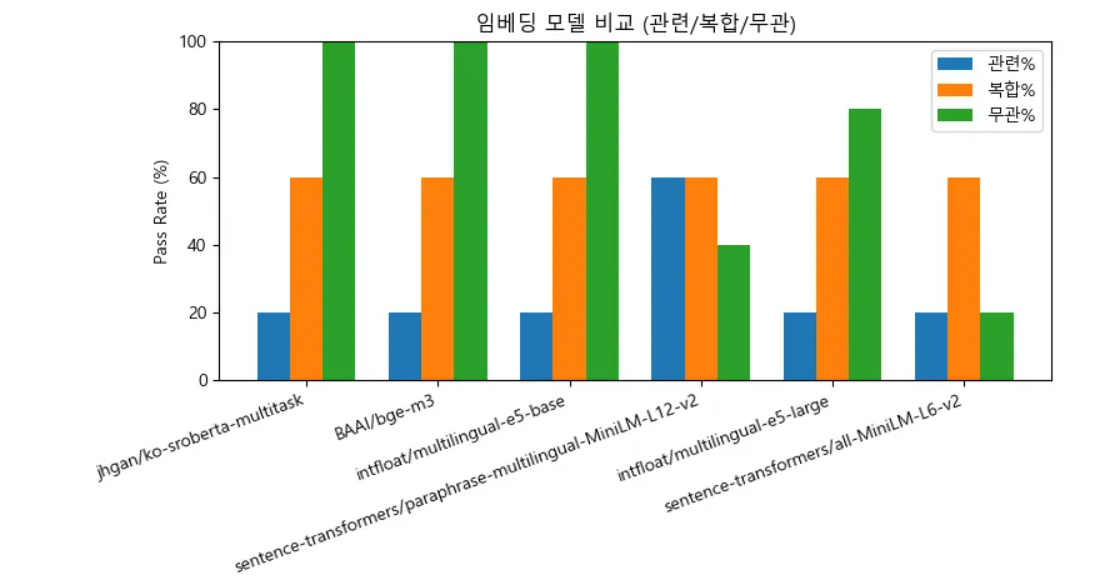 임베딩 모델 비교 (관련/복합/무관)
관련%
복합%
무관%
Pass Rate (%)
100
80
60
40
20
0
jhgan/ko-sroberta-multitask
BAAI/bge-m3
intfloat/multilingual-e5-base
sentence-transformers/paraphrase-multilingual-MiniLM-L12-v2
intfloat/multilingual-e5-large
sentence-transformers/all-MiniLM-L6-v2